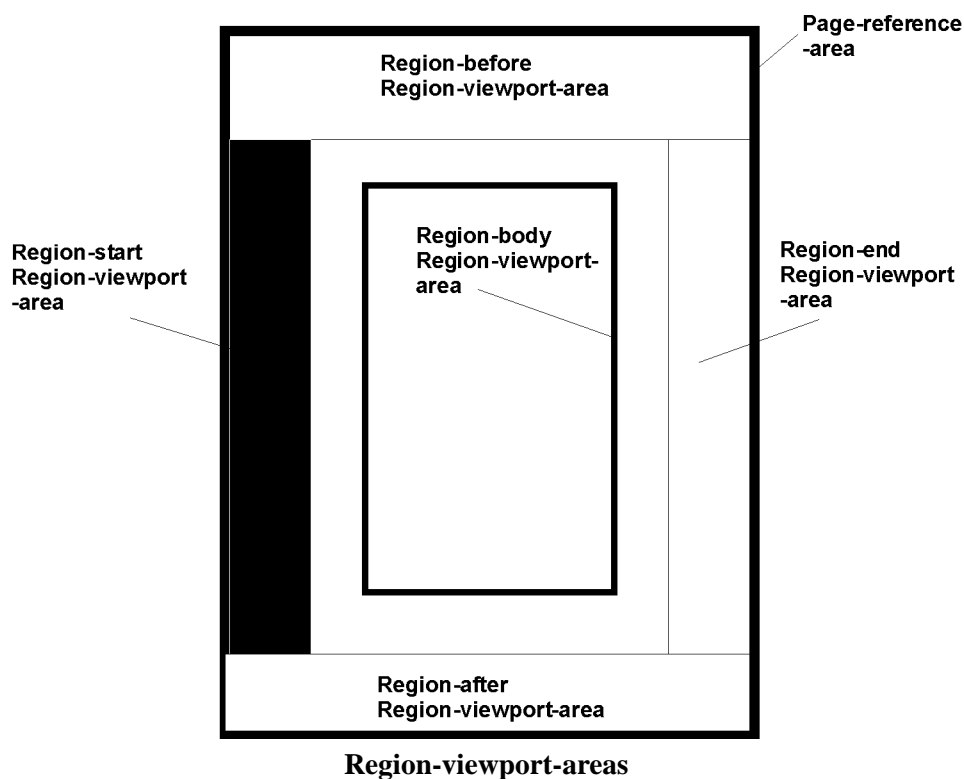 Page-reference
-area
Region-before
Region-viewport-area
Region-start
Region-viewport
-area
Region-body
Region-viewport-
area
Region-end
Region-viewport
-area
Region-after
Region-viewport-area
Region-viewport-areas